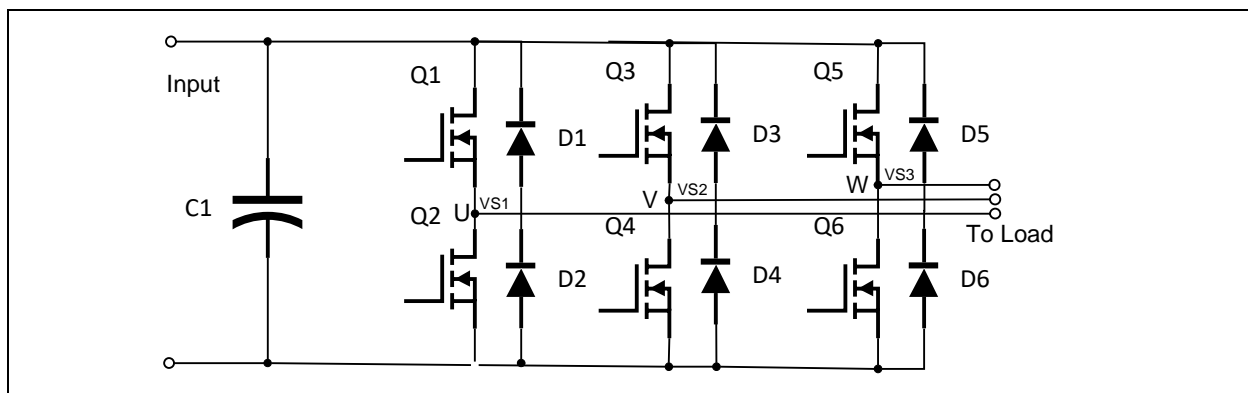 Input
C1
Q1
D1
Q2
U
VS1
D2
Q3
D3
V
VS2
Q4
D4
Q5
D5
W
VS3
Q6
D6
To Load